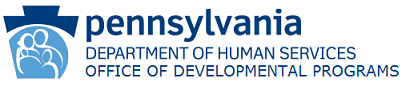 pennsylvania
DEPARTMENT OF HUMAN SERVICES
OFFICE OF DEVELOPMENTAL PROGRAMS